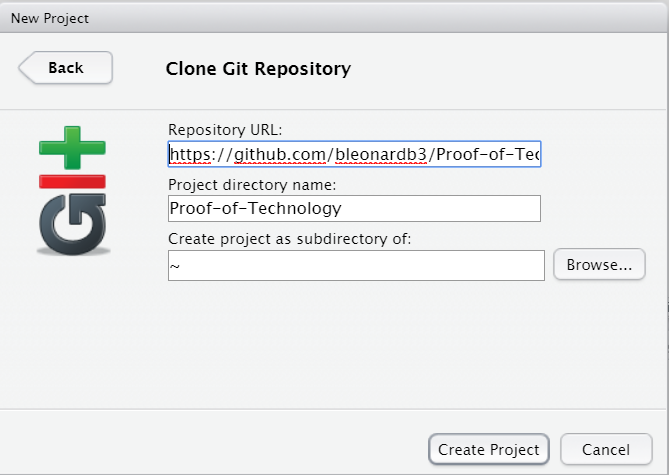 New Project
Back
Clone Git Repository
Repository URL:
https://github.com/bleonardb3/Proof-of-Tec
Project directory name:
Proof-of-Technology
Create project as subdirectory of:
~
Browse...
Git
Create Project
Cancel